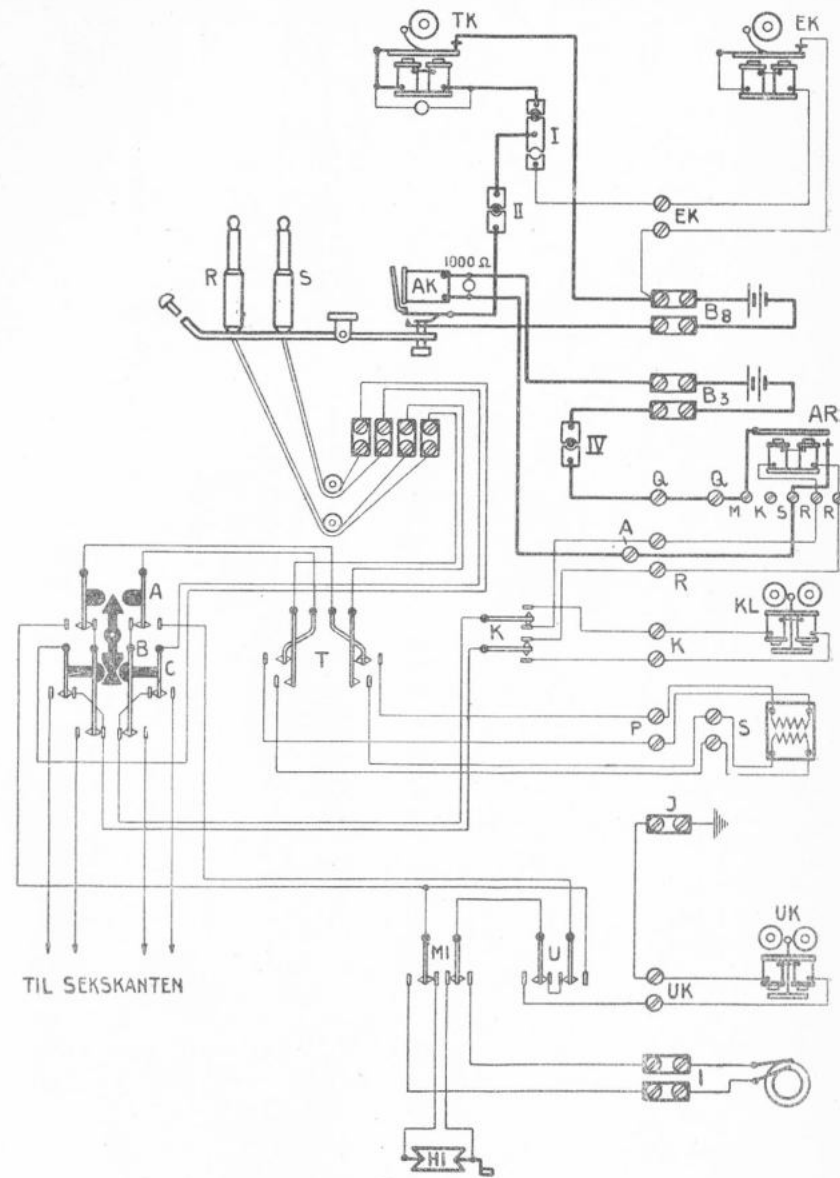 TK
EK
I
II
EK
R
S
1000 Ω
AK
B8
B3
AR
IV
Q
Q
M
K
S
R
R
A
R
A
B
C
K
KL
K
T
P
S
J
UK
MI
U
UK
TIL SEKSKANTEN
I
HI